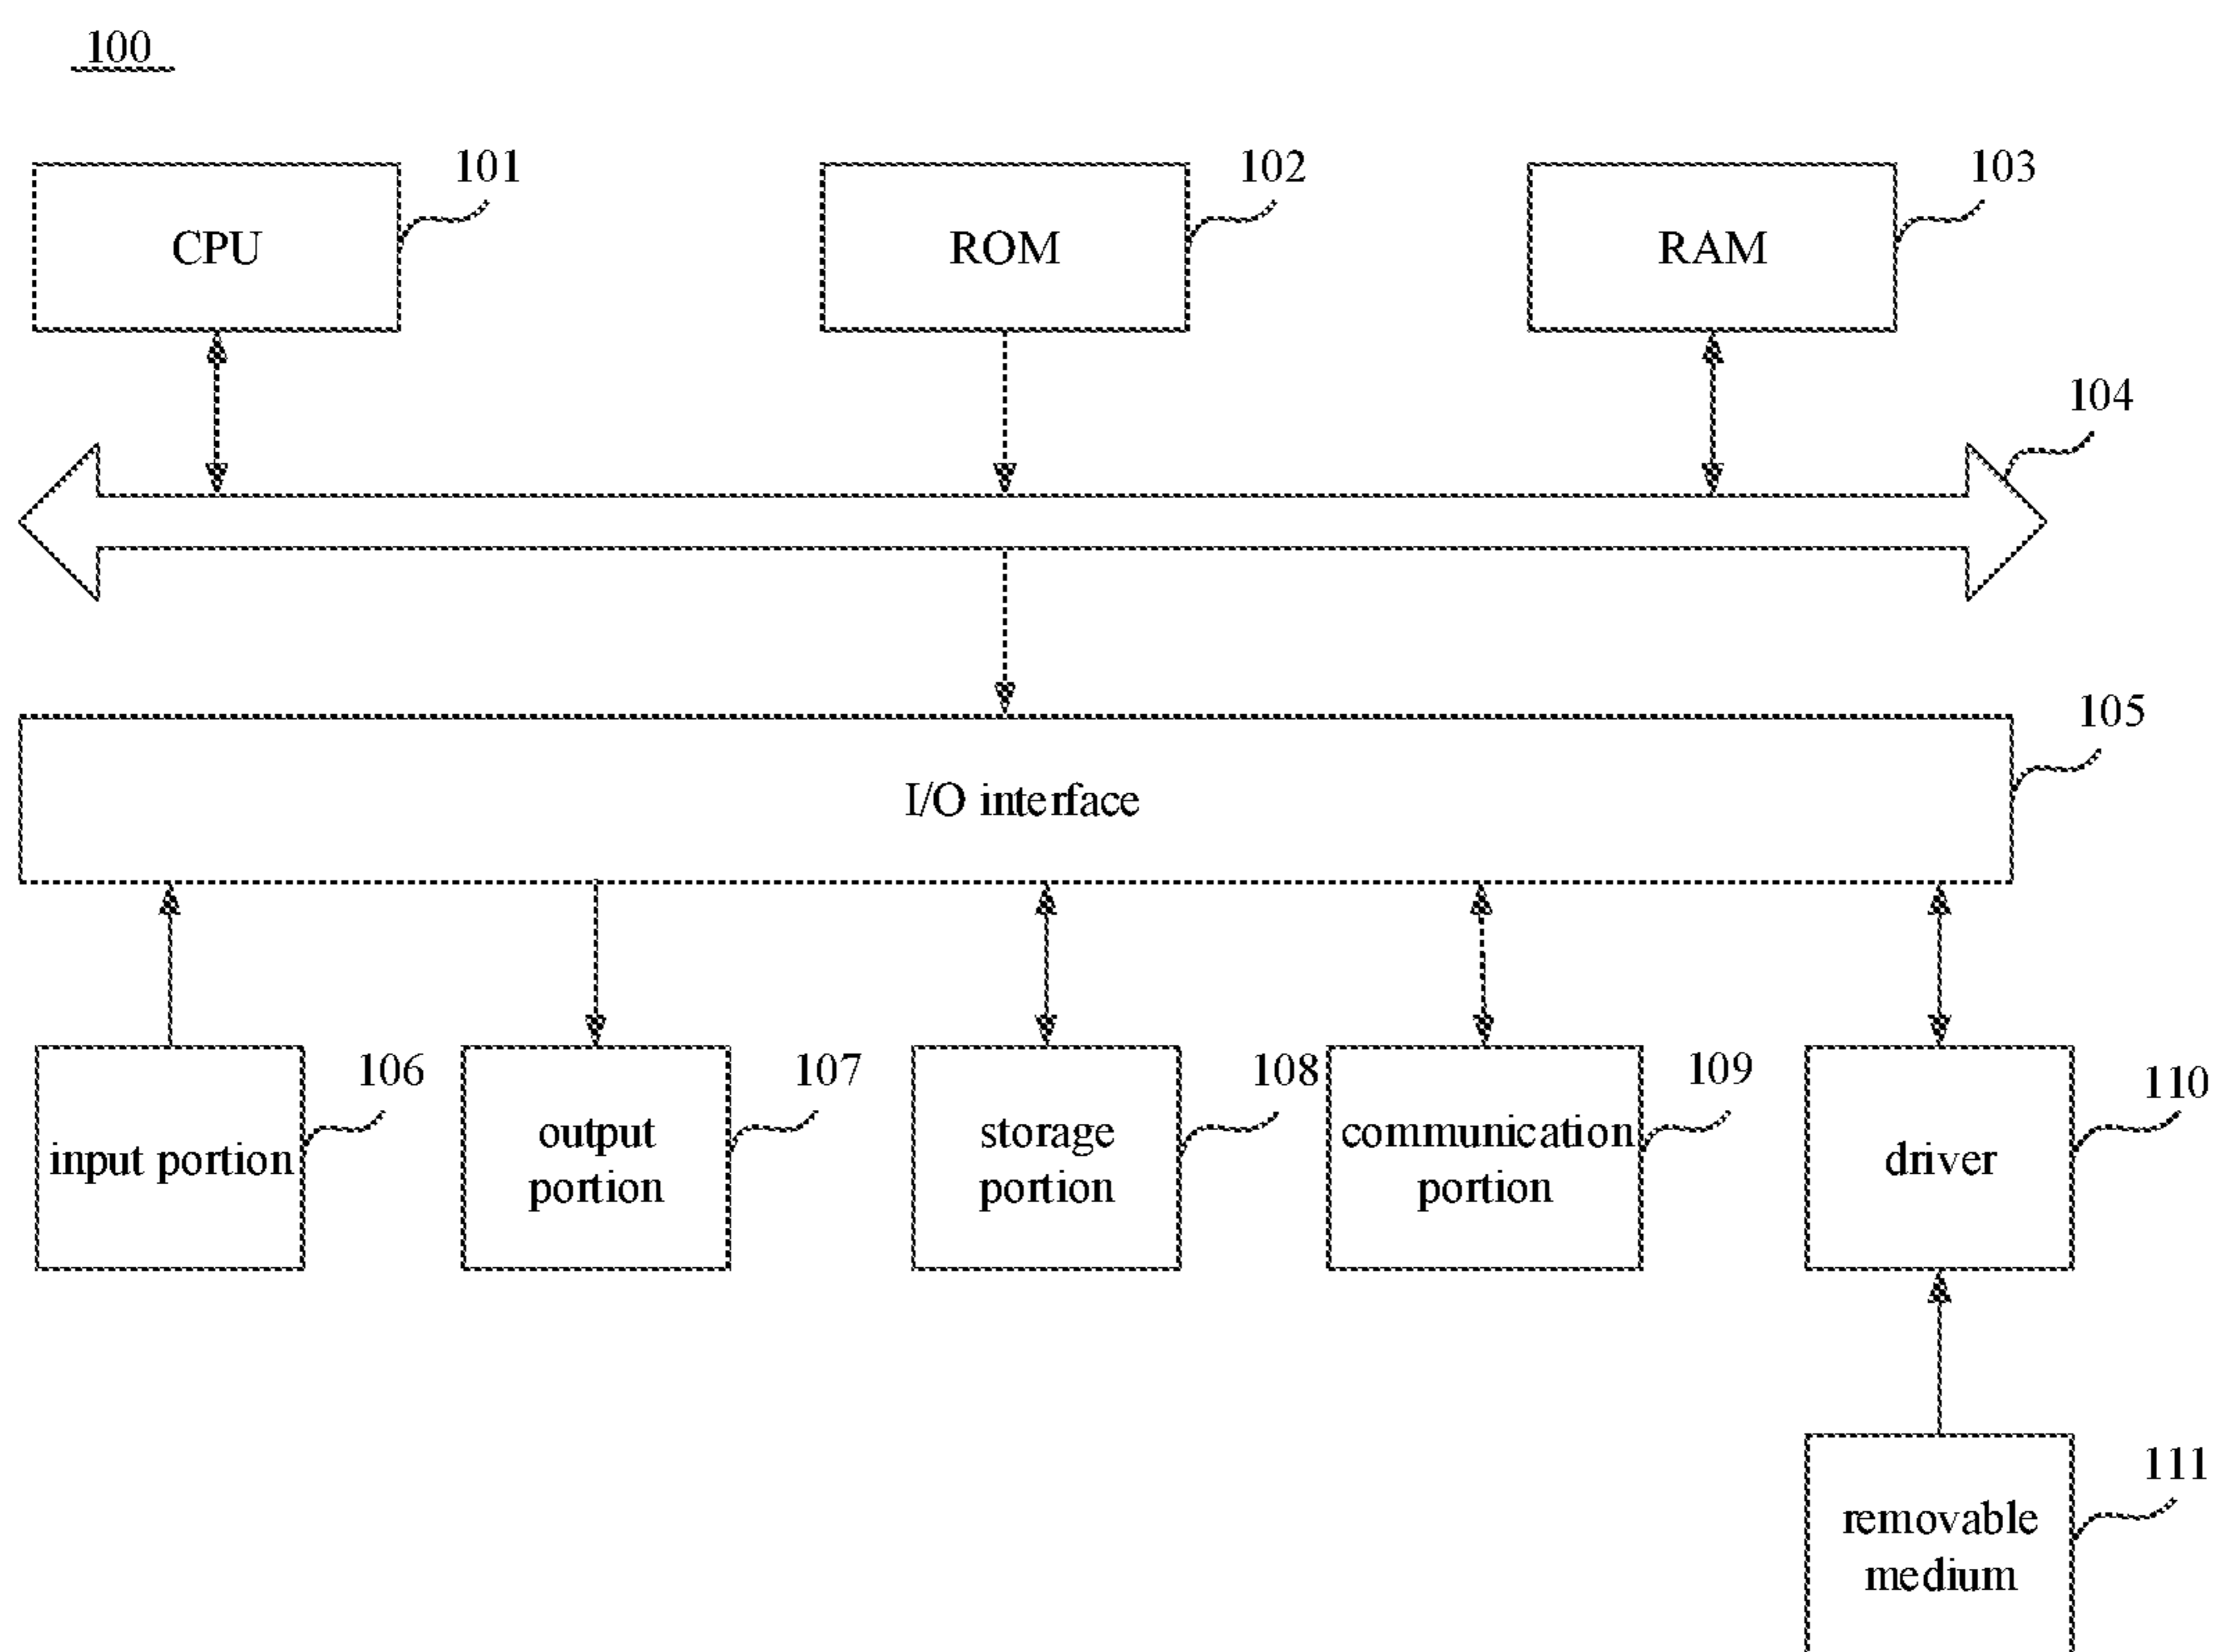 100
101
102
103
CPU
ROM
RAM
104
105
I/O interface
106
107
108
109
110
input portion
output
portion
storage
portion
communication
portion
driver
111
removable
medium